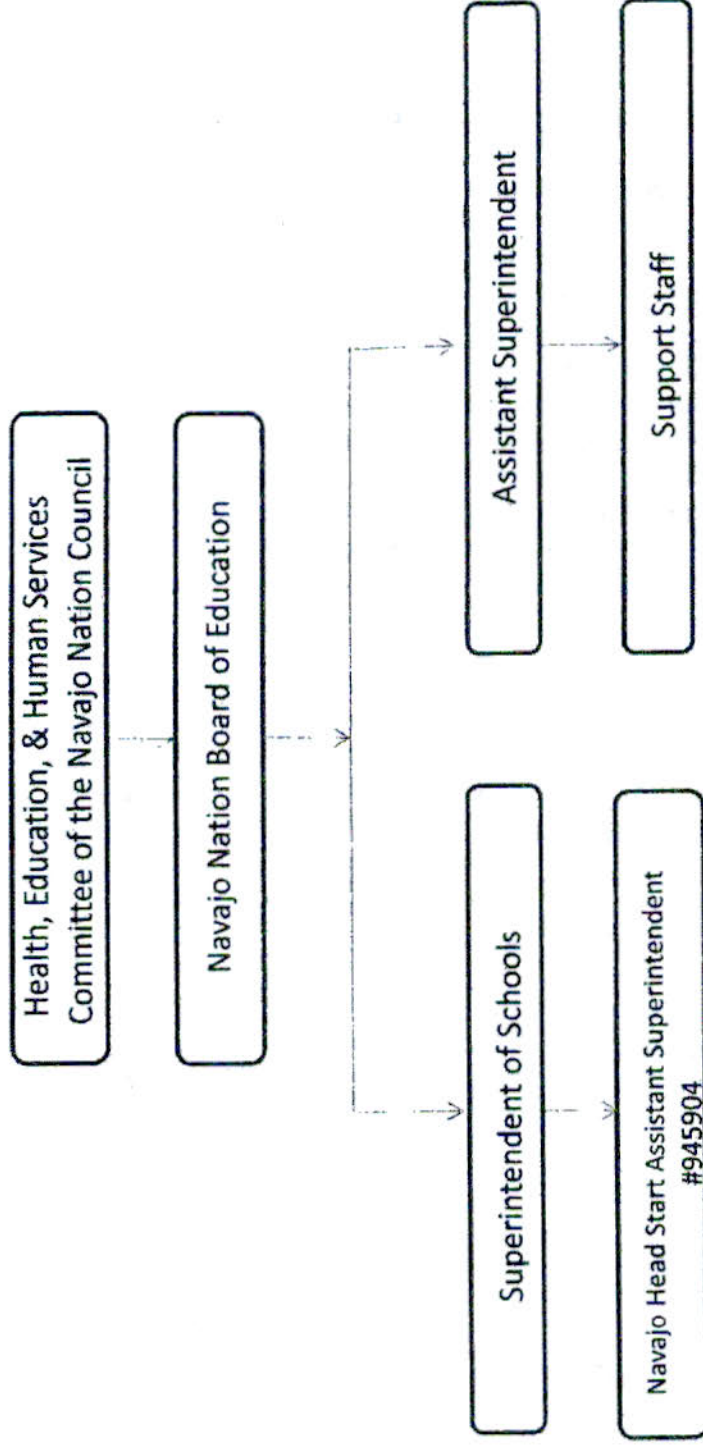 Health, Education, & Human Services
Committee of the Navajo Nation Council
Navajo Nation Board of Education
Superintendent of Schools
Assistant Superintendent
Navajo Head Start Assistant Superintendent
#945904
Support Staff